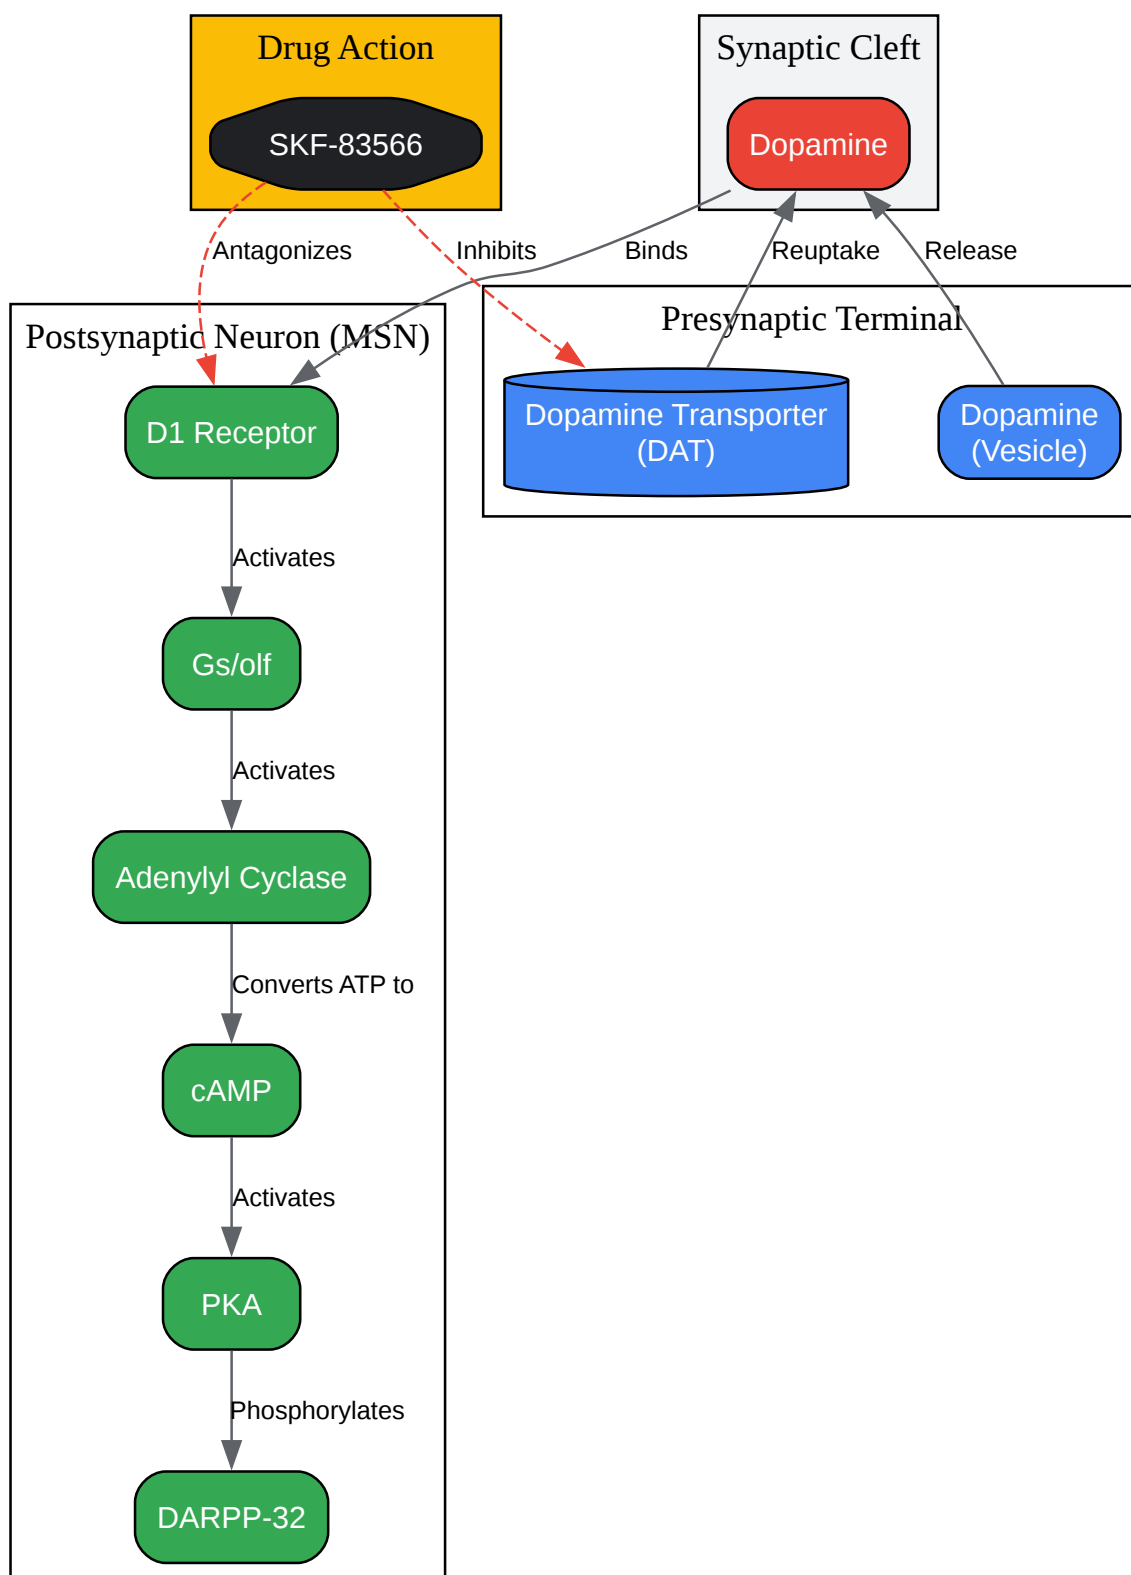 Drug Action
Synaptic Cleft
SKF-83566
Dopamine
Antagonizes
Inhibits
Binds
Reuptake
Release
Postsynaptic Neuron (MSN)
Presynaptic Terminal
D1 Receptor
Dopamine Transporter
(DAT)
Dopamine
(Vesicle)
Activates
Gs/olf
Activates
Adenylyl Cyclase
Converts ATP to
cAMP
Activates
PKA
Phosphorylates
DARPP-32